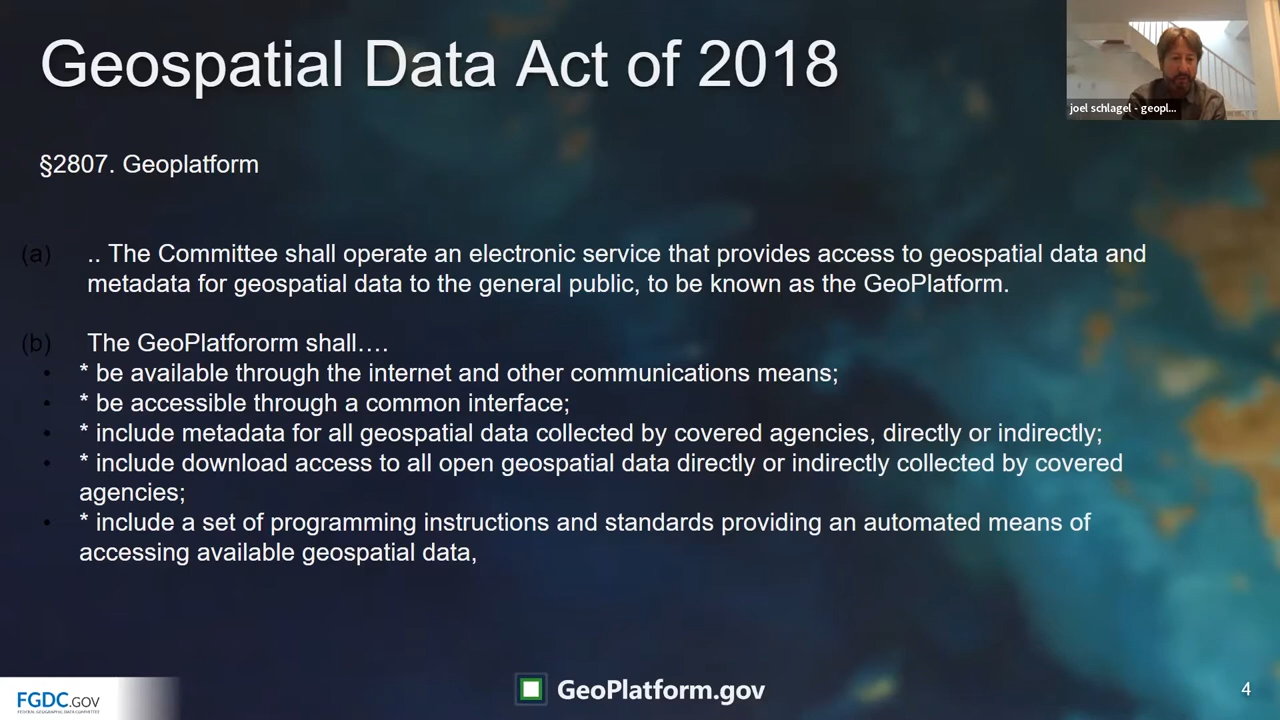 Geospatial Data Act of 2018
joel schlagel - geopl...
§2807. Geoplatform
(a) .. The Committee shall operate an electronic service that provides access to geospatial data and
metadata for geospatial data to the general public, to be known as the GeoPlatform.
(b) The GeoPlatfororm shall….
• * be available through the internet and other communications means;
• * be accessible through a common interface;
• * include metadata for all geospatial data collected by covered agencies, directly or indirectly;
• * include download access to all open geospatial data directly or indirectly collected by covered
agencies;
• * include a set of programming instructions and standards providing an automated means of
accessing available geospatial data,
FGDC.GOV
FEDERAL GEOGRAPHIC DATA COMMITTEE
GeoPlatform.gov
4